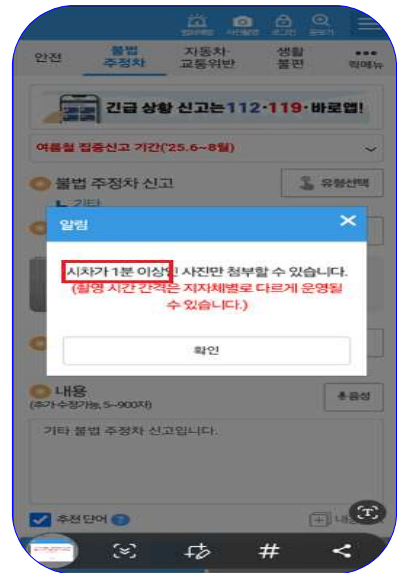 안전
불법
주정차
자동차·
교통위반
생활
불편
긴급 상황 신고는112·119·바로앱!
여름철 집중신고 기간('25.6~8월)
불법 주정차 신고
유형선택
기타
알림
시차가 1분 이상인 사진만 첨부할 수 있습니다.
(촬영 시간 간격은 지자체별로 다르게 운영될
수 있습니다.)
확인
내용
(추가·수정가능, 5~900자)
음성
기타 불법 주정차 신고입니다.
추천단어